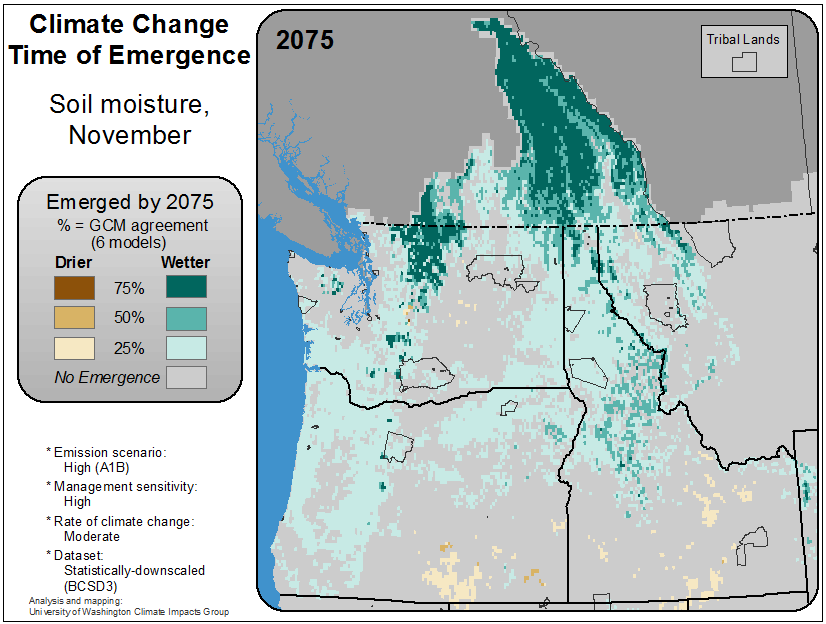 Climate Change
Time of Emergence
Soil moisture,
November
Emerged by 2075
% = GCM agreement
(6 models)
Drier Wetter
75%
50%
25%
No Emergence
* Emission scenario:
High (A1B)
* Management sensitivity:
High
* Rate of climate change:
Moderate
* Dataset:
Statistically-downscaled
(BCSD3)
Analysis and mapping:
University of Washington Climate Impacts Group
2075
Tribal Lands